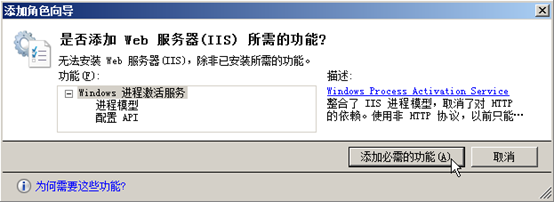 添加角色向导
是否添加 Web 服务器(IIS) 所需的功能?
无法安装 Web 服务器(IIS)，除非已安装所需的功能。
功能(F):
Windows 进程激活服务
进程模型
配置 API
描述:
Windows Process Activation Service
整合了 IIS 进程模型，取消了对 HTTP
的依赖。使用非 HTTP 协议，以前只能…
添加必需的功能(A)
取消
为何需要这些功能?